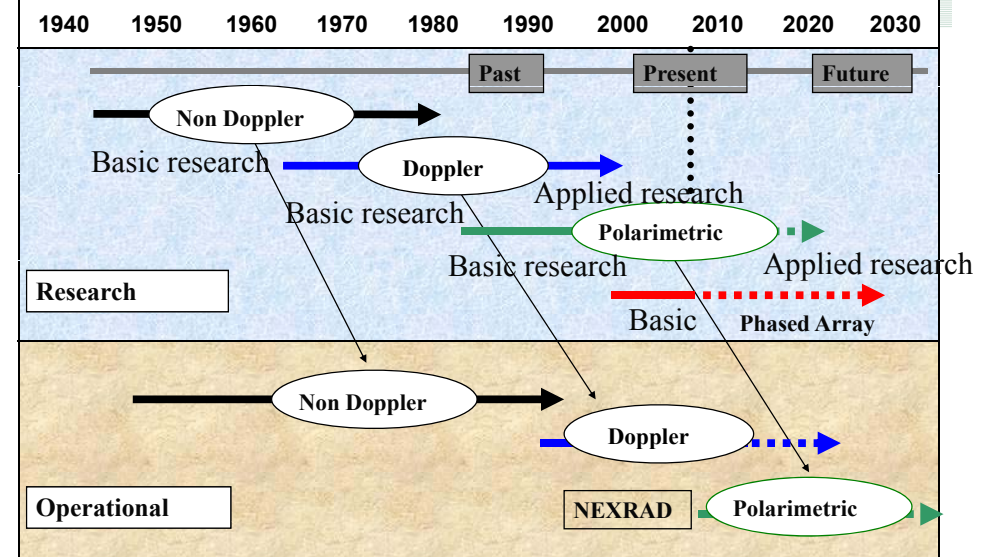 1940 1950 1960 1970 1980 1990 2000 2010 2020 2030
Past Present Future
Non Doppler
Basic research
Doppler
Applied research
Basic research
Polarimetric
Basic research
Applied research
Research
Basic
Phased Array
Non Doppler
Doppler
Operational
NEXRAD
Polarimetric